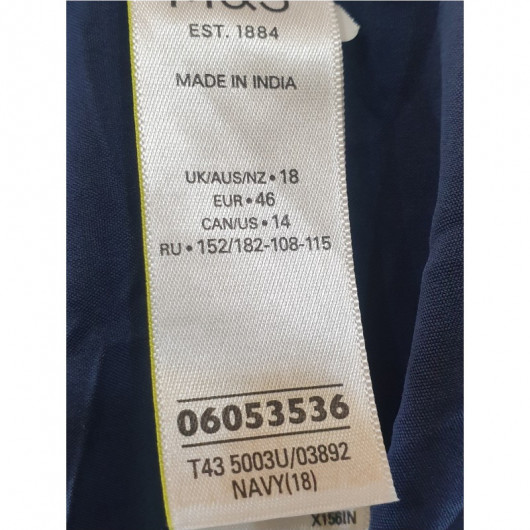 M&S
EST. 1884
MADE IN INDIA
UK/AUS/NZ • 18
EUR • 46
CAN/US • 14
RU • 152/182-108-115
06053536
T43 5003U/03892
NAVY(18)
X156IN